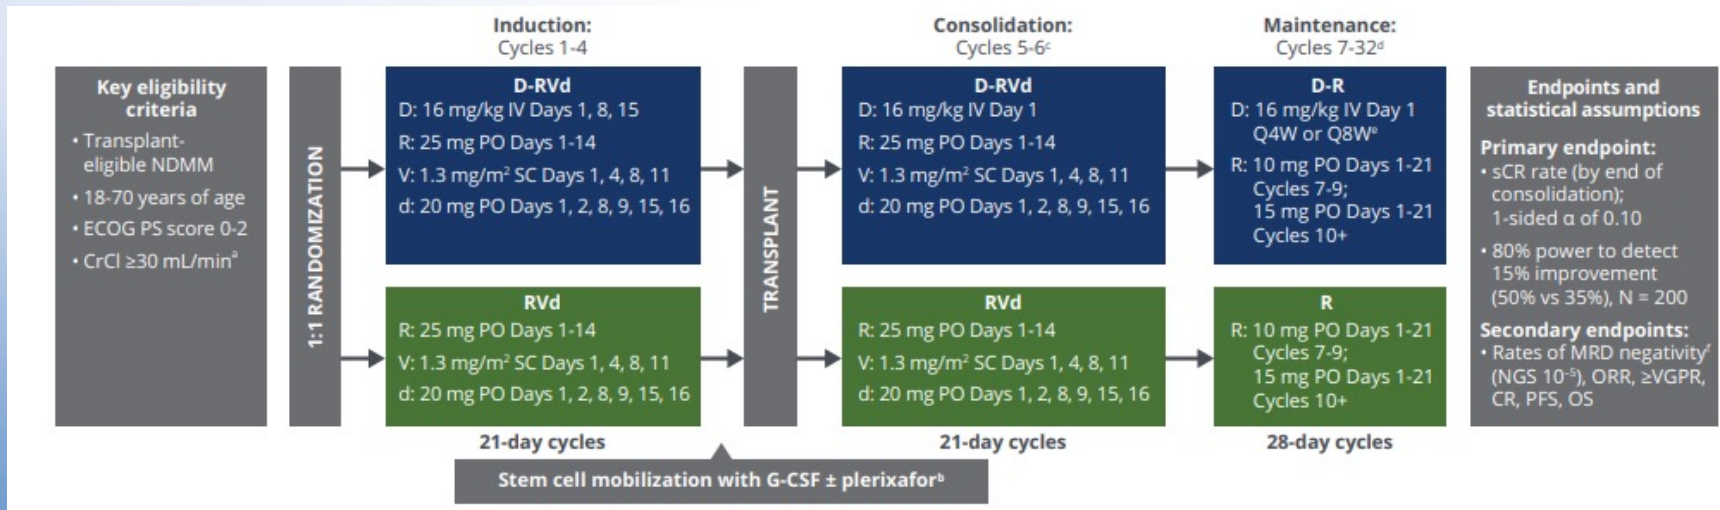 Key eligibility
criteria
• Transplant-
eligible NDMM
• 18-70 years of age
• ECOG PS score 0-2
• CrCl ≥30 mL/minᵃ
1:1 RANDOMIZATION
Induction:
Cycles 1-4
D-RVd
D: 16 mg/kg IV Days 1, 8, 15
R: 25 mg PO Days 1-14
V: 1.3 mg/m² SC Days 1, 4, 8, 11
d: 20 mg PO Days 1, 2, 8, 9, 15, 16
RVd
R: 25 mg PO Days 1-14
V: 1.3 mg/m² SC Days 1, 4, 8, 11
d: 20 mg PO Days 1, 2, 8, 9, 15, 16
21-day cycles
Stem cell mobilization with G-CSF ± plerixaforᵇ
TRANSPLANT
Consolidation:
Cycles 5-6ᶜ
D-RVd
D: 16 mg/kg IV Day 1
R: 25 mg PO Days 1-14
V: 1.3 mg/m² SC Days 1, 4, 8, 11
d: 20 mg PO Days 1, 2, 8, 9, 15, 16
RVd
R: 25 mg PO Days 1-14
V: 1.3 mg/m² SC Days 1, 4, 8, 11
d: 20 mg PO Days 1, 2, 8, 9, 15, 16
21-day cycles
Maintenance:
Cycles 7-32ᵈ
D-R
D: 16 mg/kg IV Day 1
Q4W or Q8Wᵉ
R: 10 mg PO Days 1-21
Cycles 7-9;
15 mg PO Days 1-21
Cycles 10+
R
R: 10 mg PO Days 1-21
Cycles 7-9;
15 mg PO Days 1-21
Cycles 10+
28-day cycles
Endpoints and
statistical assumptions
Primary endpoint:
• sCR rate (by end of
consolidation);
1-sided α of 0.10
• 80% power to detect
15% improvement
(50% vs 35%), N = 200
Secondary endpoints:
• Rates of MRD negativityᶠ
(NGS 10⁻⁵), ORR, ≥VGPR,
CR, PFS, OS